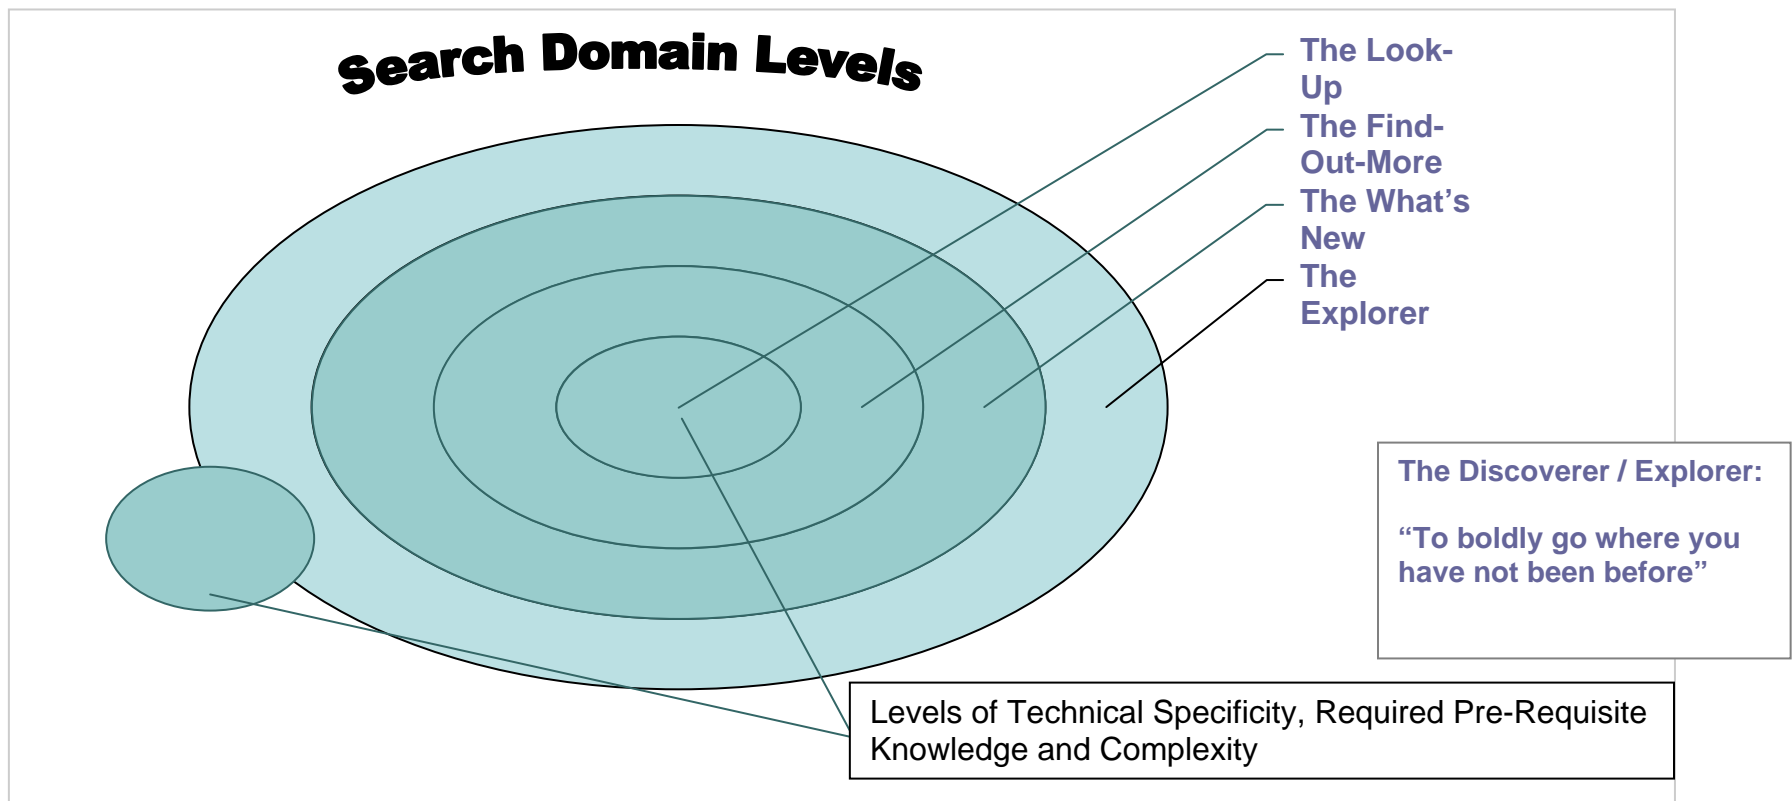 Search Domain Levels
The Look-
Up
The Find-
Out-More
The What’s
New
The
Explorer
The Discoverer / Explorer:
“To boldly go where you
have not been before”
Levels of Technical Specificity, Required Pre-Requisite
Knowledge and Complexity